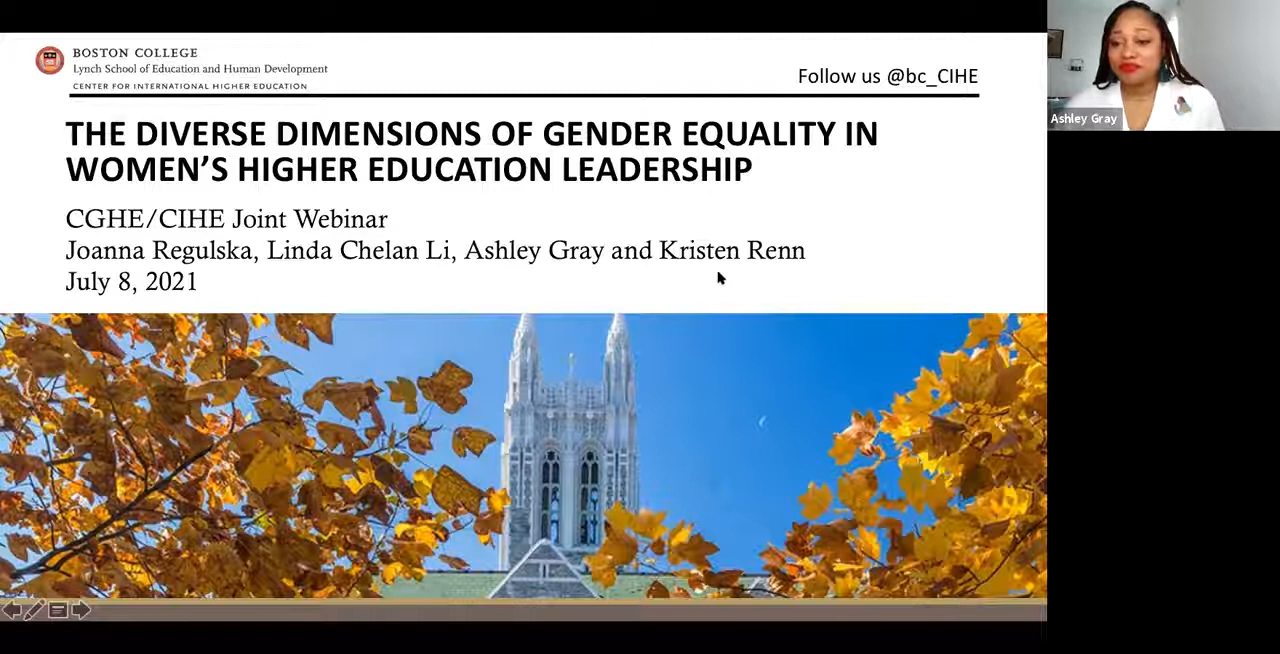 BOSTON COLLEGE
Lynch School of Education and Human Development
CENTER FOR INTERNATIONAL HIGHER EDUCATION
Follow us @bc_CIHE
THE DIVERSE DIMENSIONS OF GENDER EQUALITY IN
WOMEN’S HIGHER EDUCATION LEADERSHIP
CGHE/CIHE Joint Webinar
Joanna Regulska, Linda Chelan Li, Ashley Gray and Kristen Renn
July 8, 2021
Ashley Gray